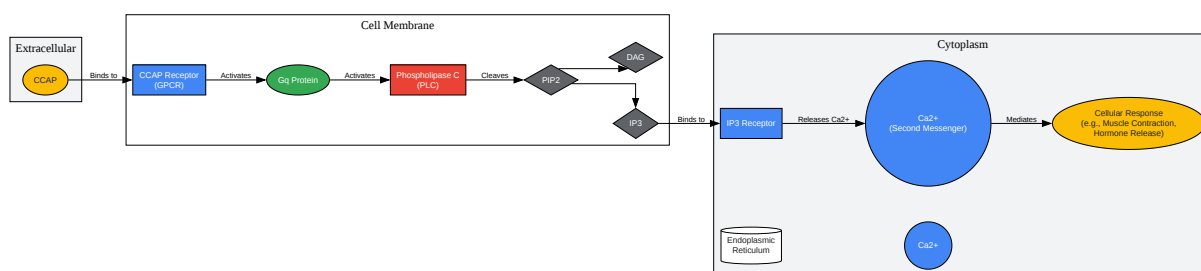 Extracellular
CCAP
Binds to
Cell Membrane
CCAP Receptor
(GPCR)
Activates
Gq Protein
Activates
Phospholipase C
(PLC)
Cleaves
PIP2
DAG
IP3
Binds to
Cytoplasm
IP3 Receptor
Releases Ca2+
Ca2+
(Second Messenger)
Mediates
Cellular Response
(e.g., Muscle Contraction,
Hormone Release)
Endoplasmic
Reticulum
Ca2+